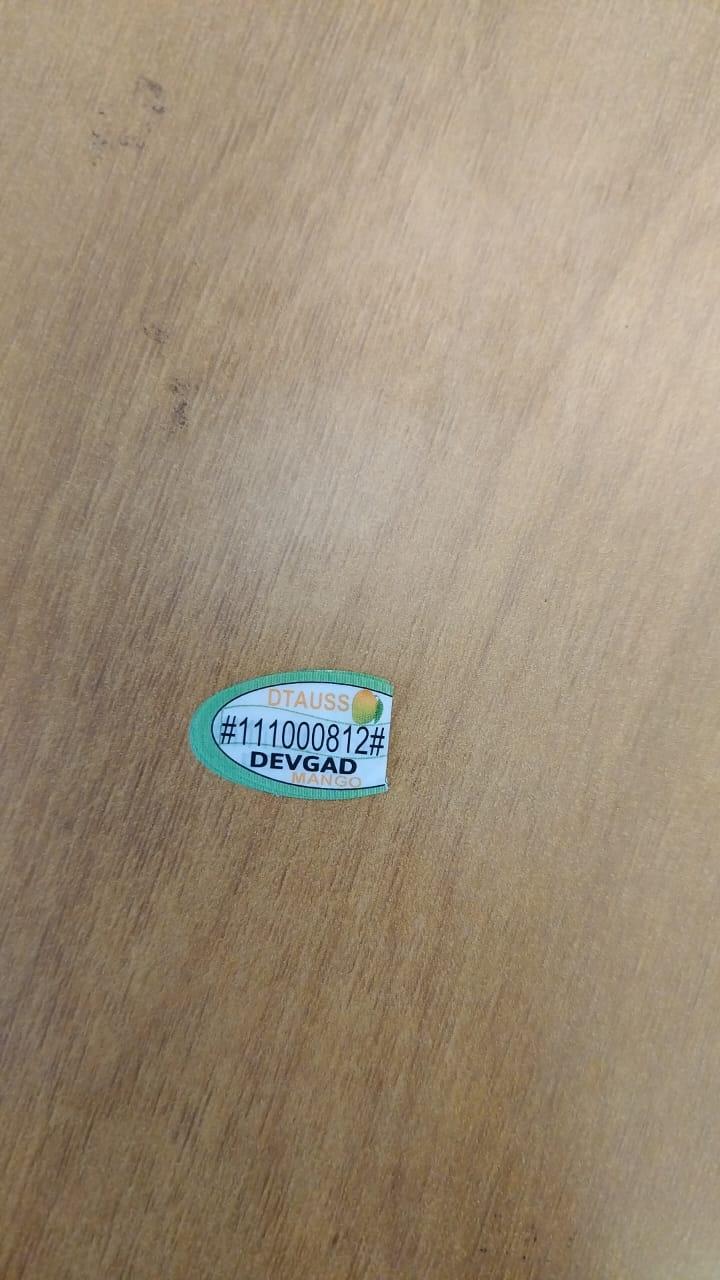 DTAUSS
#111000812#
DEVGAD
MANGO